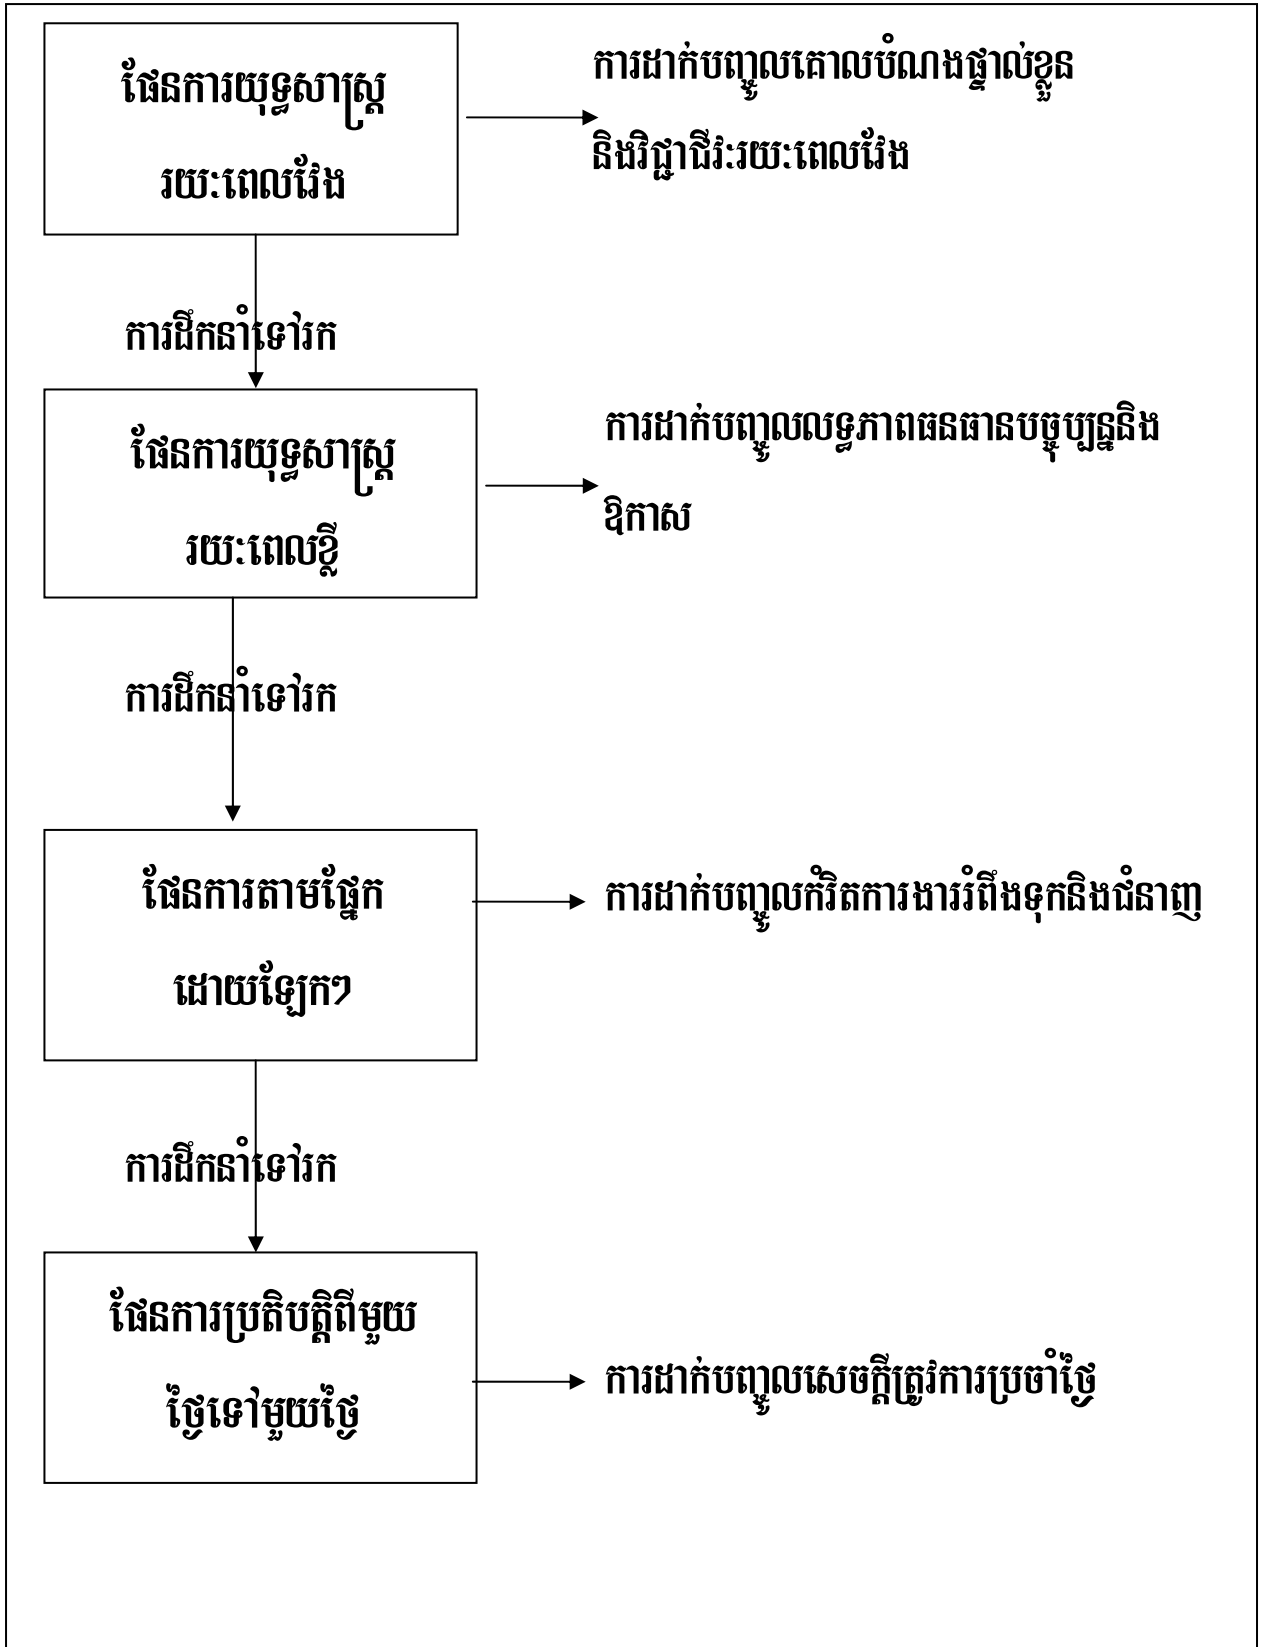 ផែនការយុទ្ធសាស្ត្រ
រយៈពេលវែង
ការដាក់បញ្ចូលគោលបំណងផ្ទាល់ខ្លួន
និងវិជ្ជាជីវៈរយៈពេលវែង
ការដឹកនាំទៅរក
ផែនការយុទ្ធសាស្ត្រ
រយៈពេលខ្លី
ការដាក់បញ្ចូលលទ្ធភាពធនធានបច្ចុប្បន្ននិង
ឱកាស
ការដឹកនាំទៅរក
ផែនការតាមផ្នែក
ដោយឡែកៗ
ការដាក់បញ្ចូលកំរិតការងាររំពឹងទុកនិងជំនាញ
ការដឹកនាំទៅរក
ផែនការប្រតិបត្តិពីមួយ
ថ្ងៃទៅមួយថ្ងៃ
ការដាក់បញ្ចូលសេចក្តីត្រូវការប្រចាំថ្ងៃ